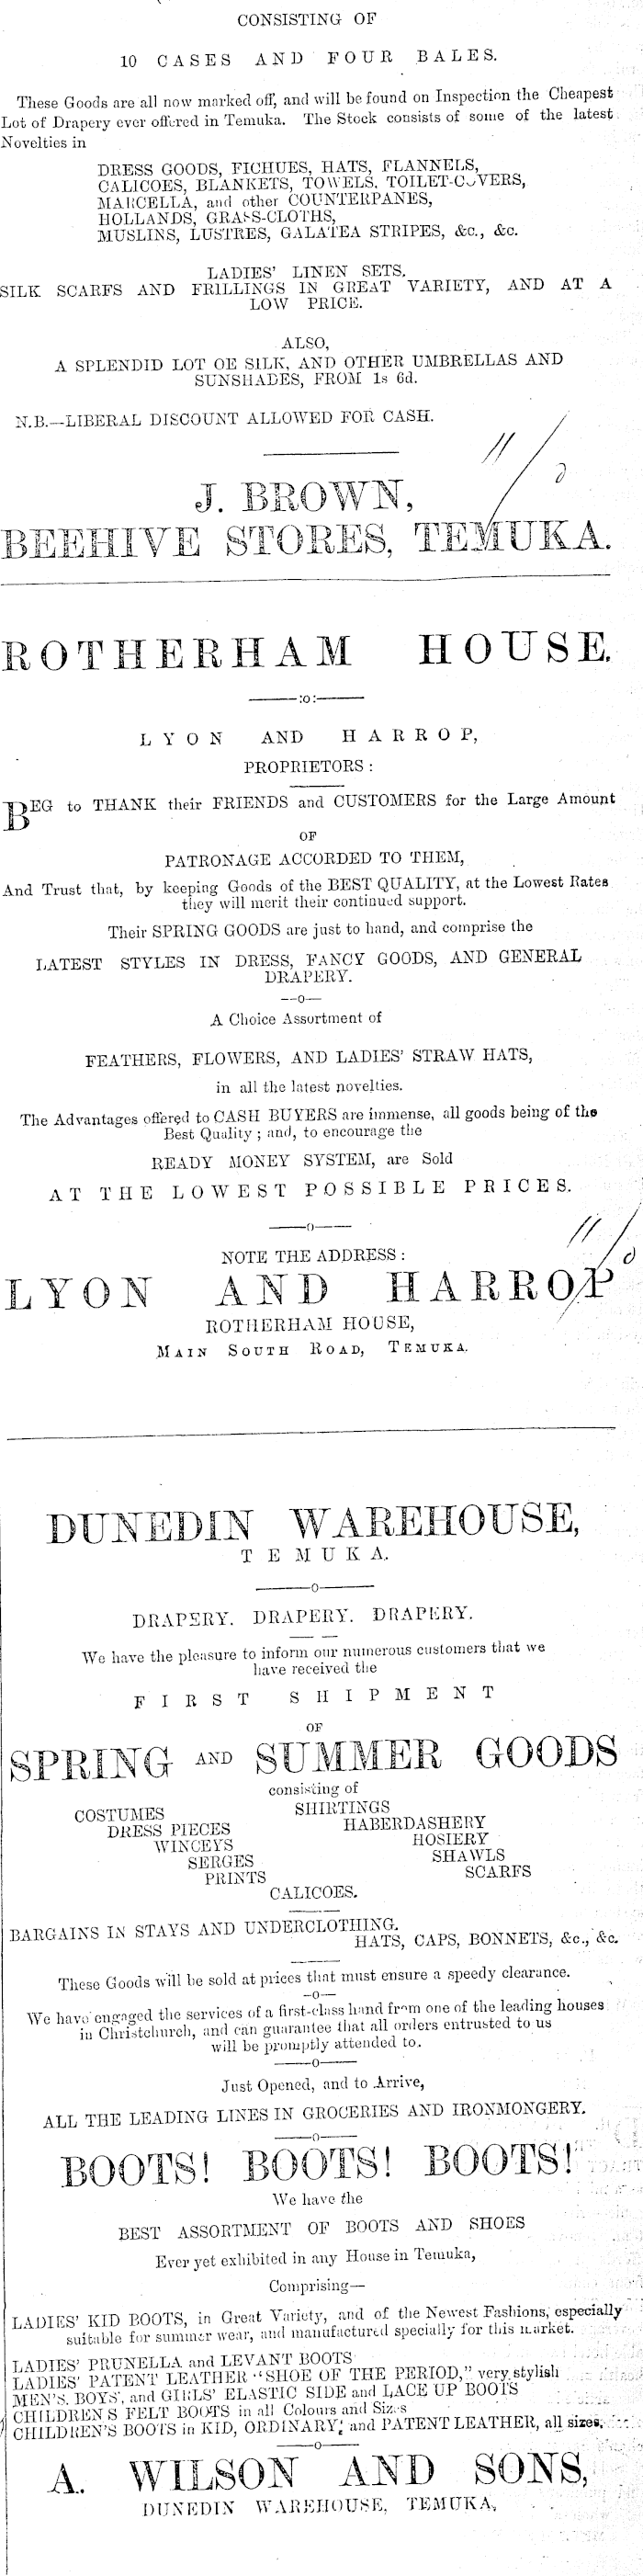 CONSISTING OF
10 CASES AND FOUR BALES.
These Goods are all now marked off, and will be found on Inspection the Cheapest
Lot of Drapery ever offered in Temuka. The Stock consists of some of the latest
Novelties in
DRESS GOODS, FICHUES, HATS, FLANNELS,
CALICOES, BLANKETS, TOWELS. TOILET-COVERS,
MARCELLA, and other COUNTERPANES,
HOLLANDS, GRASS-CLOTHS,
MUSLINS, LUSTRES, GALATEA STRIPES, &c., &c.
LADIES' LINEN SETS.
SILK SCARFS AND FRILLINGS IN GREAT VARIETY, AND AT A
LOW PRICE.
ALSO,
A SPLENDID LOT OE SILK, AND OTHER UMBRELLAS AND
SUNSHADES, FROM 1s 6d.
N.B.—LIBERAL DISCOUNT ALLOWED FOR CASH.
11/0
J. BROWN,
BEEHIVE STORES, TEMUKA.
ROTHERHAM HOUSE.
:o:
LYON AND HARROP,
PROPRIETORS:
BEG to THANK their FRIENDS and CUSTOMERS for the Large Amount
OF
PATRONAGE ACCORDED TO THEM,
And Trust that, by keeping Goods of the BEST QUALITY, at the Lowest Rates
they will merit their continued support.
Their SPRING GOODS are just to hand, and comprise the
LATEST STYLES IN DRESS, FANCY GOODS, AND GENERAL
DRAPERY.
—o—
A Choice Assortment of
FEATHERS, FLOWERS, AND LADIES' STRAW HATS,
in all the latest novelties.
The Advantages offered to CASH BUYERS are immense, all goods being of the
Best Quality; and, to encourage the
READY MONEY SYSTEM, are Sold
AT THE LOWEST POSSIBLE PRICES.
—o—
NOTE THE ADDRESS:
11/0
LYON AND HARROP
ROTHERHAM HOUSE,
MAIN SOUTH ROAD, TEMUKA.
DUNEDIN WAREHOUSE,
TEMUKA.
—o—
DRAPERY. DRAPERY. DRAPERY.
We have the pleasure to inform our numerous customers that we
have received the
FIRST SHIPMENT
OF
SPRING AND SUMMER GOODS
consisting of
COSTUMES SHIRTINGS
DRESS PIECES HABERDASHERY
WINCEYS HOSIERY
SERGES SHAWLS
PRINTS SCARFS
CALICOES.
BARGAINS IN STAYS AND UNDERCLOTHING.
HATS, CAPS, BONNETS, &c., &c.
These Goods will be sold at prices that must ensure a speedy clearance.
—o—
We have engaged the services of a first-class hand from one of the leading houses
in Christchurch, and can guarantee that all orders entrusted to us
will be promptly attended to.
—o—
Just Opened, and to Arrive,
ALL THE LEADING LINES IN GROCERIES AND IRONMONGERY.
—o—
BOOTS! BOOTS! BOOTS!
We have the
BEST ASSORTMENT OF BOOTS AND SHOES
Ever yet exhibited in any House in Temuka,
Comprising—
LADIES' KID BOOTS, in Great Variety, and of the Newest Fashions, especially
suitable for summer wear, and manufactured specially for this market.
LADIES' PRUNELLA and LEVANT BOOTS
LADIES' PATENT LEATHER "SHOE OF THE PERIOD," very stylish
MEN'S. BOYS', and GIRLS' ELASTIC SIDE and LACE UP BOOTS
CHILDREN S FELT BOOTS in all Colours and Sizes
CHILDREN'S BOOTS in KID, ORDINARY, and PATENT LEATHER, all sizes.
—o—
A. WILSON AND SONS,
DUNEDIN WAREHOUSE, TEMUKA,